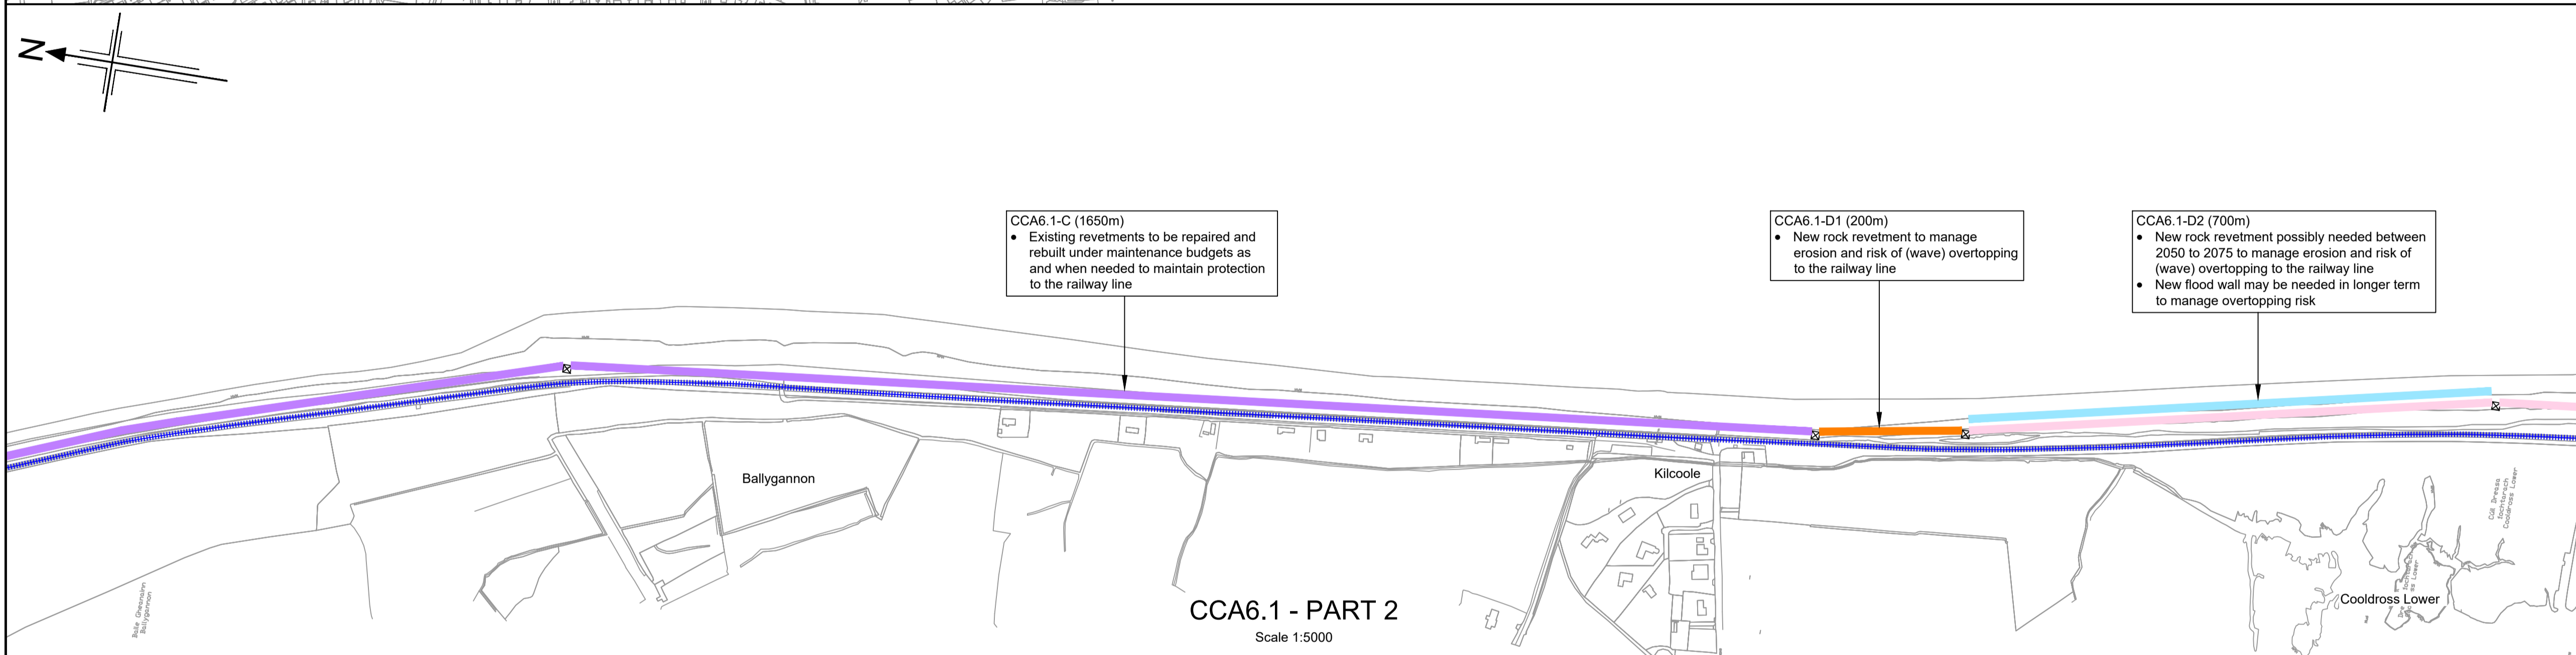 N
CCA6.1-C (1650m)
• Existing revetments to be repaired and
rebuilt under maintenance budgets as
and when needed to maintain protection
to the railway line
CCA6.1-D1 (200m)
• New rock revetment to manage
erosion and risk of (wave) overtopping
to the railway line
CCA6.1-D2 (700m)
• New rock revetment possibly needed between
2050 to 2075 to manage erosion and risk of
(wave) overtopping to the railway line
• New flood wall may be needed in longer term
to manage overtopping risk
Ballygannon
Kilcoole
Cooldross Lower
Ballygannon
Cooldross Lower
CCA6.1 - PART 2
Scale 1:5000